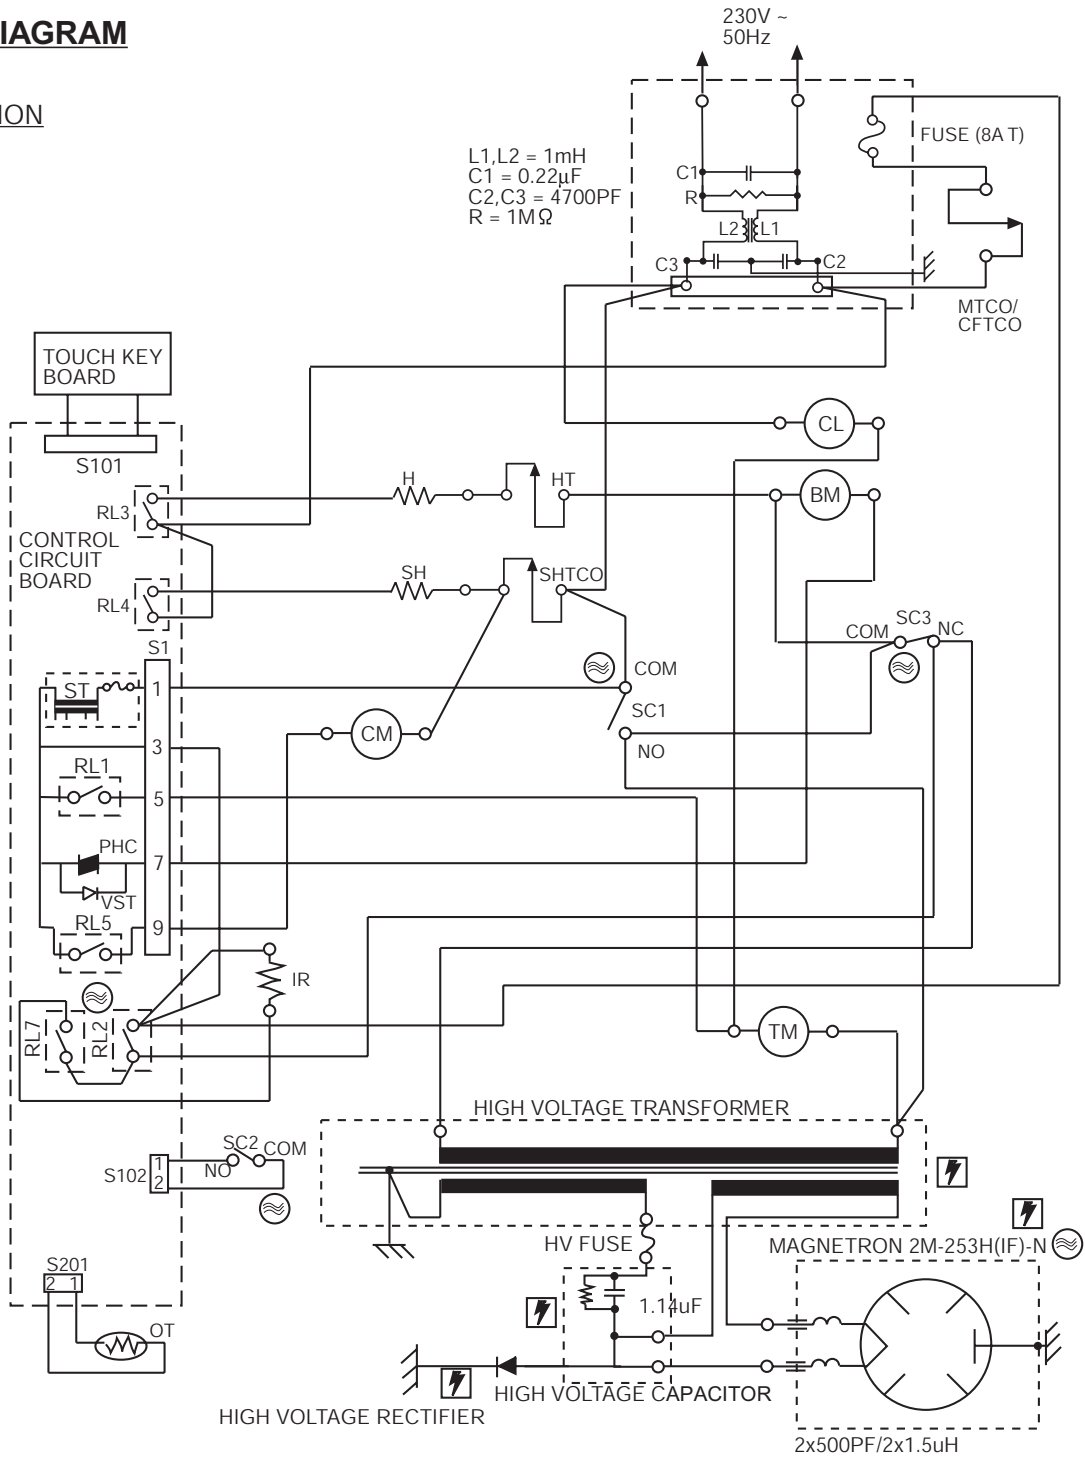 IAGRAM
ION
230V ~
50Hz
FUSE (8A T)
L1,L2 = 1mH
C1 = 0.22µF
C2,C3 = 4700PF
R = 1MΩ
C1
R
L2
L1
C3
C2
MTCO/
CFTCO
TOUCH KEY
BOARD
S101
CL
H
HT
BM
RL3
CONTROL
CIRCUIT
BOARD
SH
SHTCO
RL4
S1
SC3
COM
NC
COM
ST
1
SC1
CM
NO
3
RL1
5
PHC
7
VST
RL5
9
IR
RL7
RL2
TM
HIGH VOLTAGE TRANSFORMER
SC2
COM
S102
1
2
NO
HV FUSE
MAGNETRON 2M-253H(IF)-N
S201
2 1
1.14uF
OT
HIGH VOLTAGE CAPACITOR
HIGH VOLTAGE RECTIFIER
2x500PF/2x1.5uH